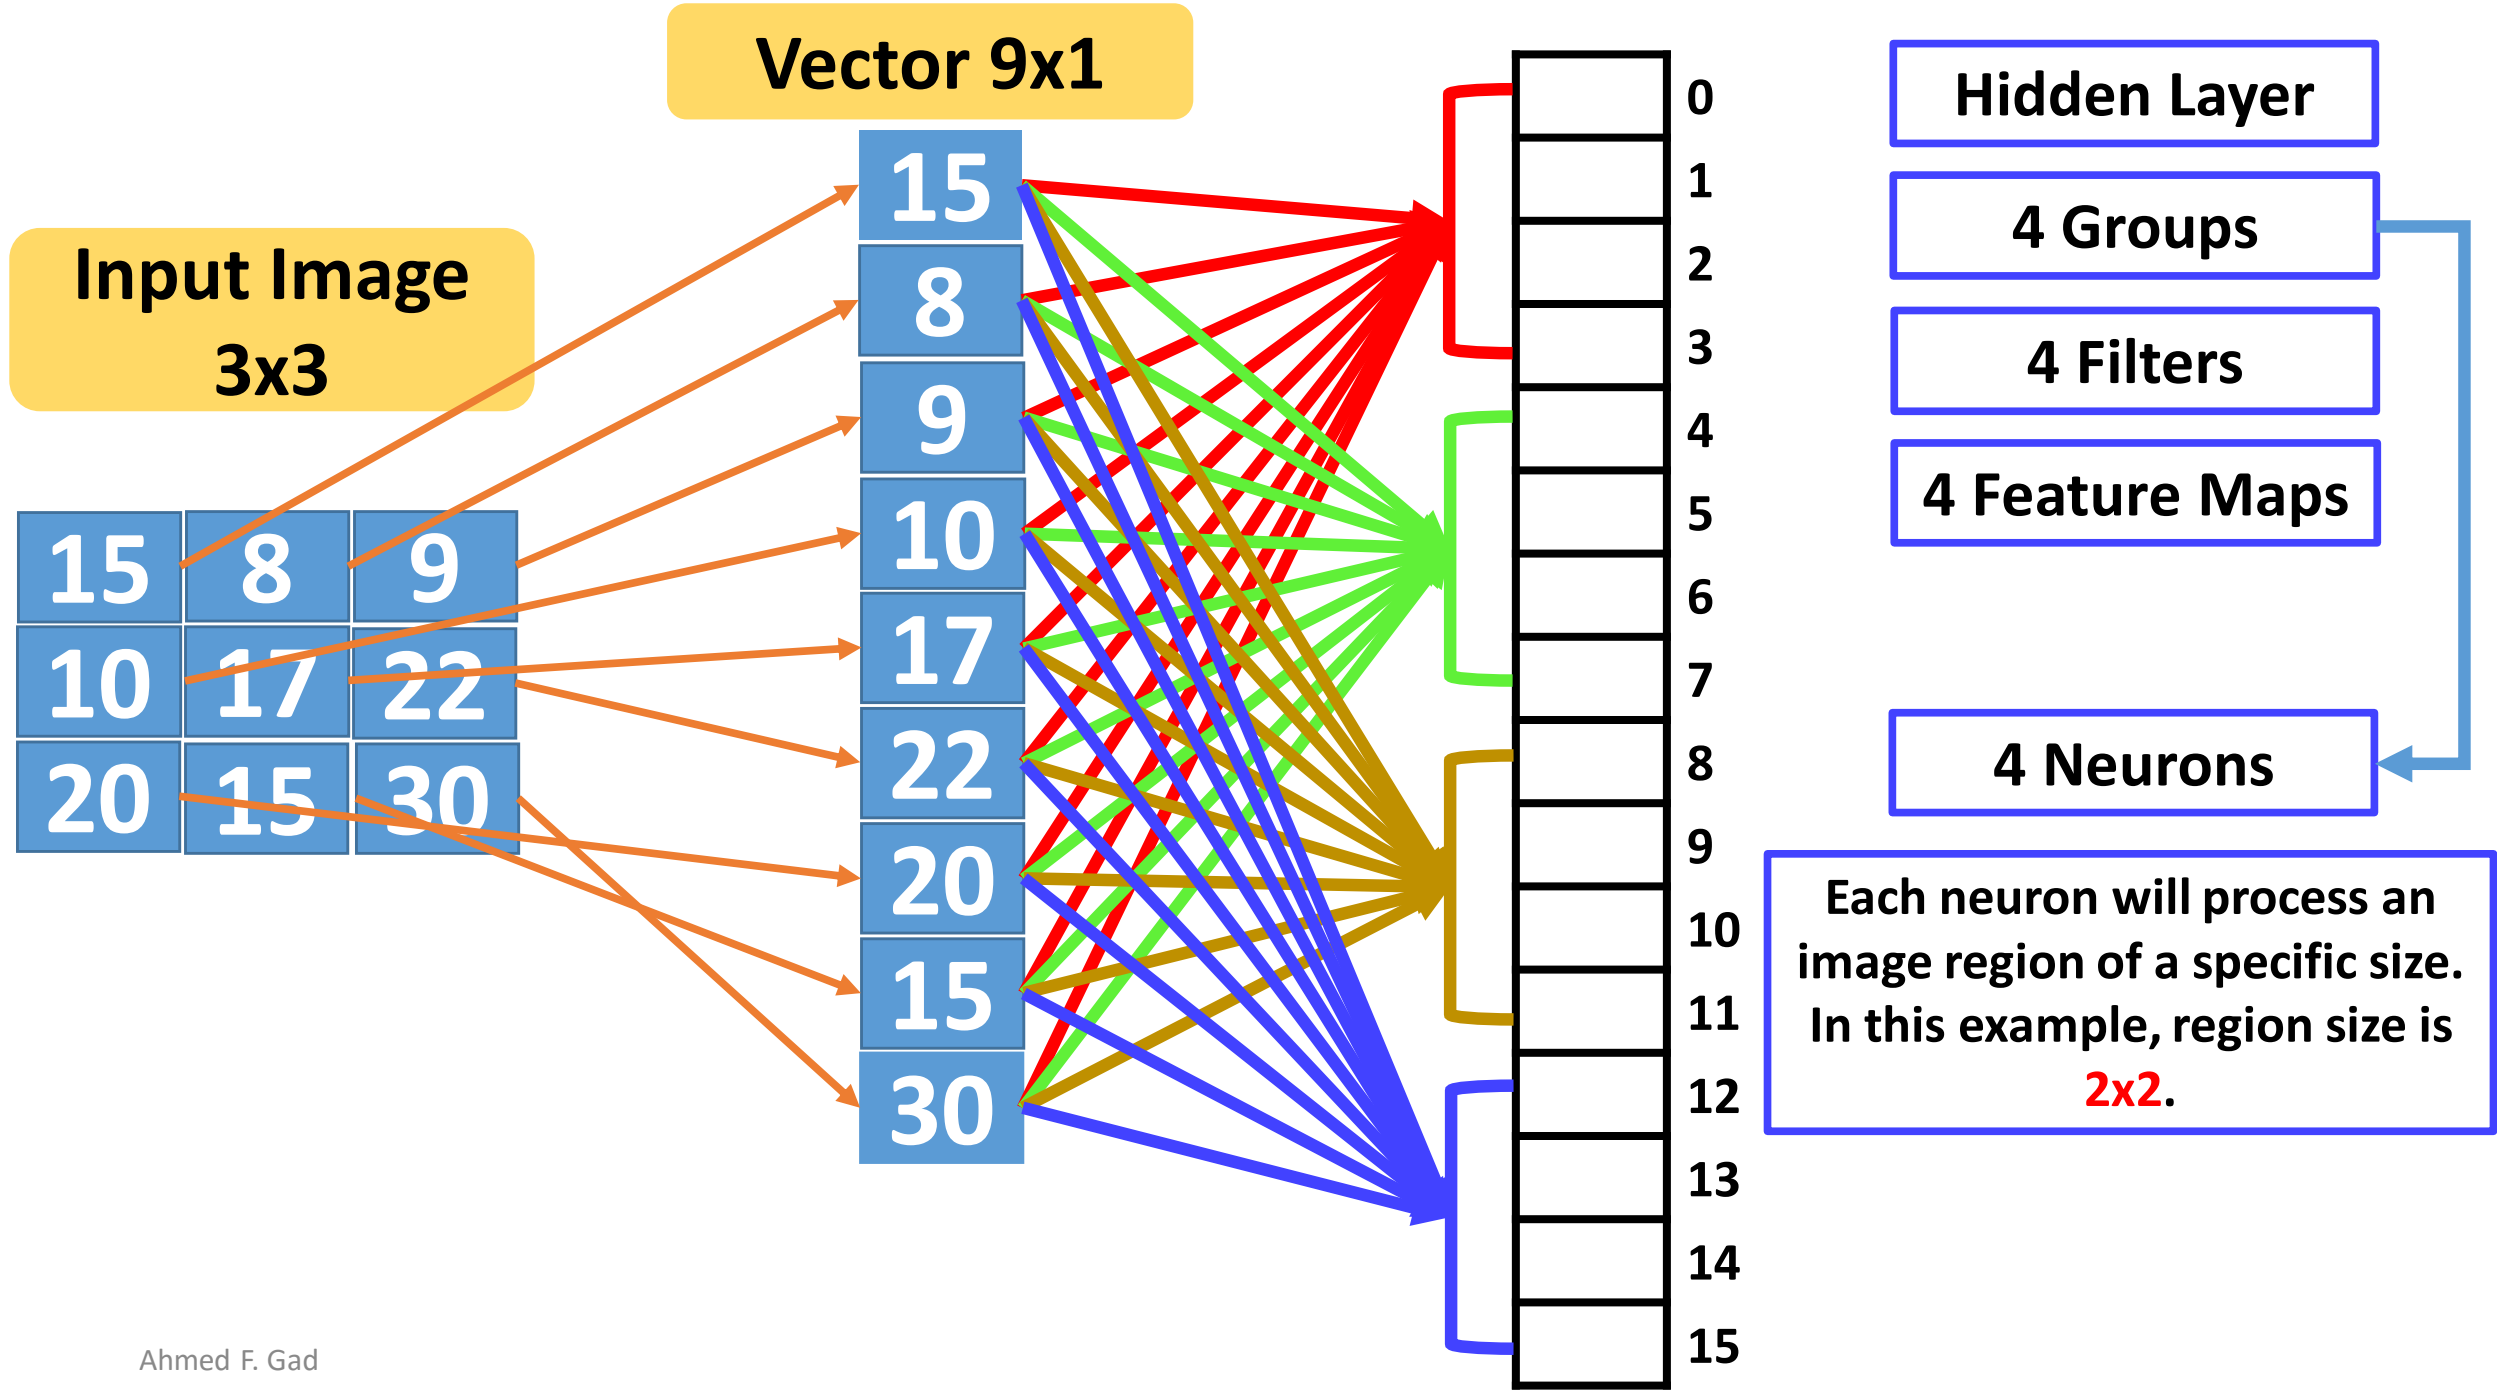 Vector 9x1
Input Image
3x3
15 8 9
10 17 22
20 15 30
15
8
9
10
17
22
20
15
30
0
1
2
3
4
5
6
7
8
9
10
11
12
13
14
15
Hidden Layer
4 Groups
4 Filters
4 Feature Maps
4 Neurons
Each neuron will process an
image region of a specific size.
In this example, region size is
2x2.
Ahmed F. Gad